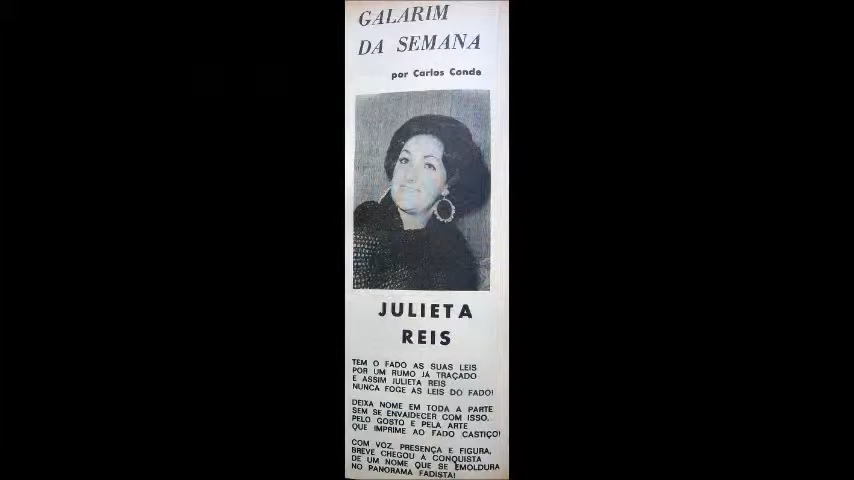 GALARIM
DA SEMANA
por Carlos Conde
JULIETA
REIS
TEM O FADO AS SUAS LEIS
POR UM RUMO JÁ TRAÇADO
E ASSIM JULIETA REIS
NUNCA FOGE AS LEIS DO FADO!
DEIXA NOME EM TODA A PARTE
SEM SE ENVAIDECER COM ISSO,
PELO GOSTO E PELA ARTE
QUE IMPRIME AO FADO CASTIÇO!
COM VOZ, PRESENÇA E FIGURA,
BREVE CHEGOU A CONQUISTA
DE UM NOME QUE SE EMOLDURA
NO PANORAMA FADISTA!